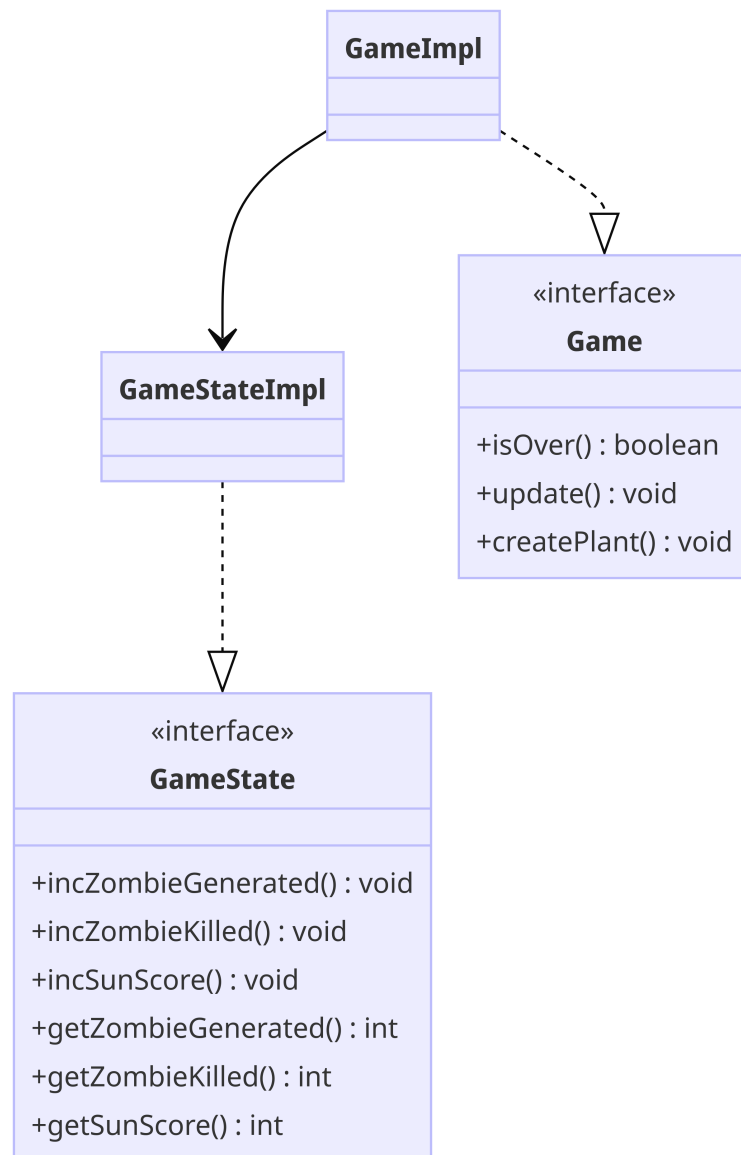 GameImpl
GameStateImpl
«interface»
Game
+isOver() : boolean
+update() : void
+createPlant() : void
«interface»
GameState
+incZombieGenerated() : void
+incZombieKilled() : void
+incSunScore() : void
+getZombieGenerated() : int
+getZombieKilled() : int
+getSunScore() : int